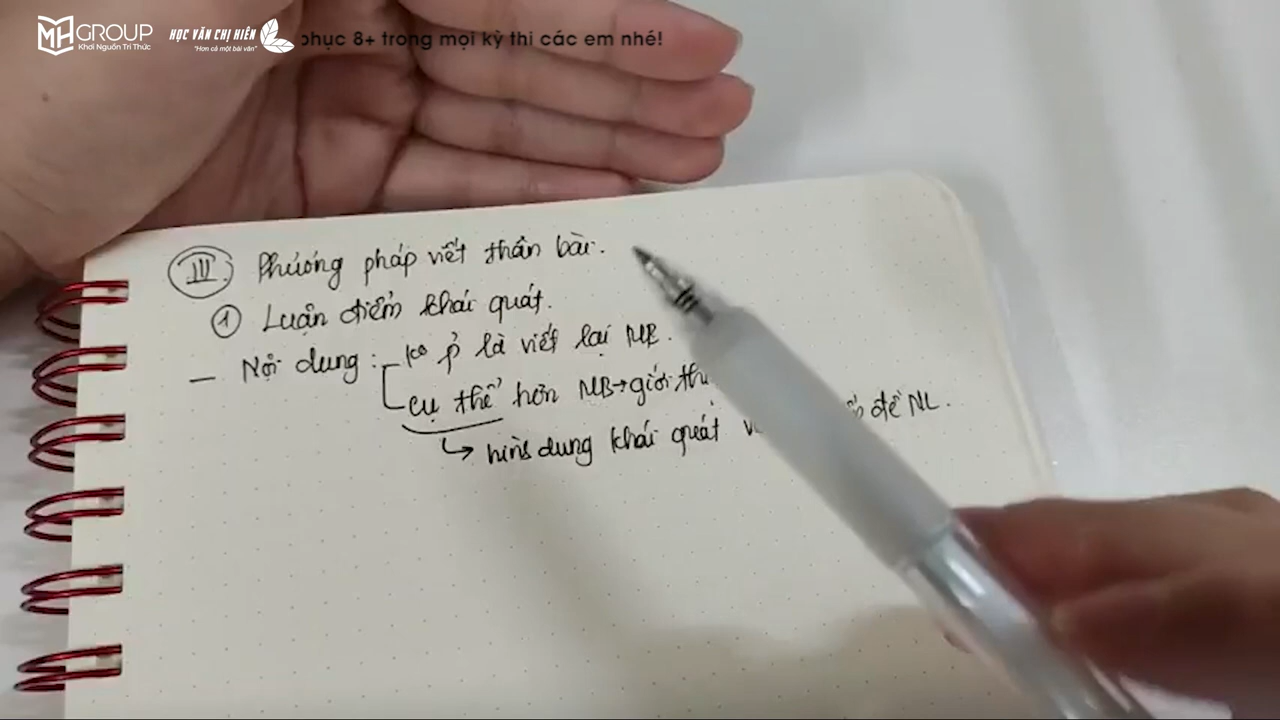 MH GROUP
Khơi Nguồn Tri Thức
HỌC VĂN CHỊ HIÊN
"Hơn cả một bài văn"
phục 8+ trong mọi kỳ thi các em nhé!
III. Phương pháp viết thân bài.
1 Luận điểm khái quát.
- Nội dung: ko p̉ là viết lại MB.
cụ thể hơn MB→giới th
↳ hình dung khái quát đề NL.